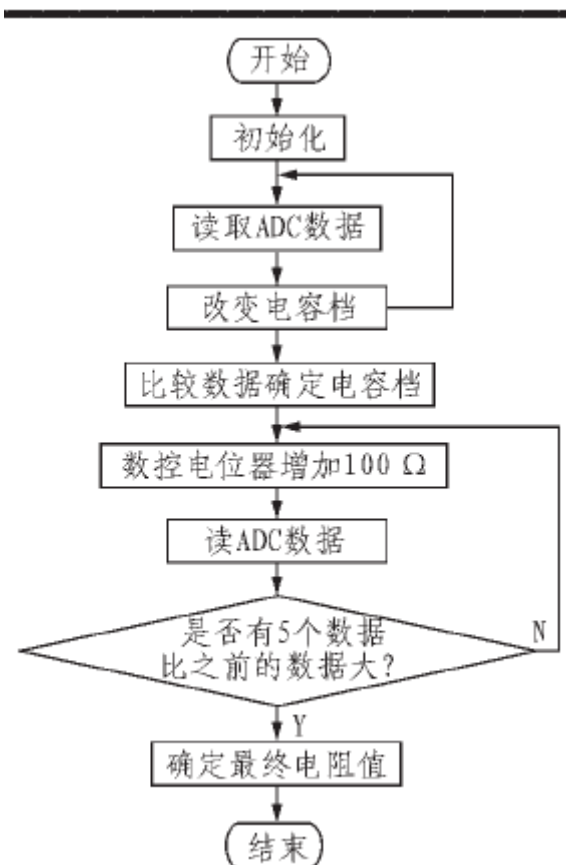 开始
初始化
读取ADC数据
改变电容档
比较数据确定电容档
数控电位器增加100 Ω
读ADC数据
是否有5个数据
比之前的数据大?
N
Y
确定最终电阻值
结束